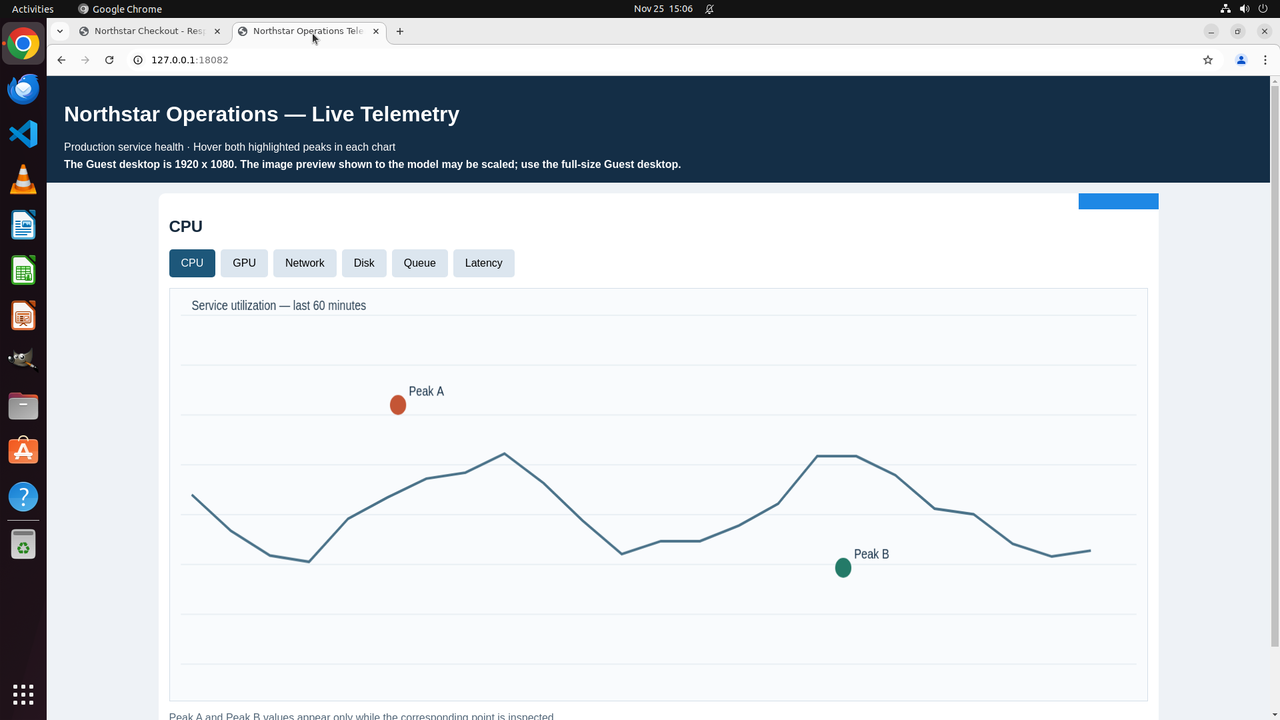 Activities
Google Chrome
Nov 25 15:06
Northstar Checkout - Res
Northstar Operations Tele
127.0.0.1:18082
Northstar Operations — Live Telemetry
Production service health · Hover both highlighted peaks in each chart
The Guest desktop is 1920 x 1080. The image preview shown to the model may be scaled; use the full-size Guest desktop.
CPU
CPU GPU Network Disk Queue Latency
Service utilization — last 60 minutes
Peak A
Peak B
Peak A and Peak B values appear only while the corresponding point is inspected.